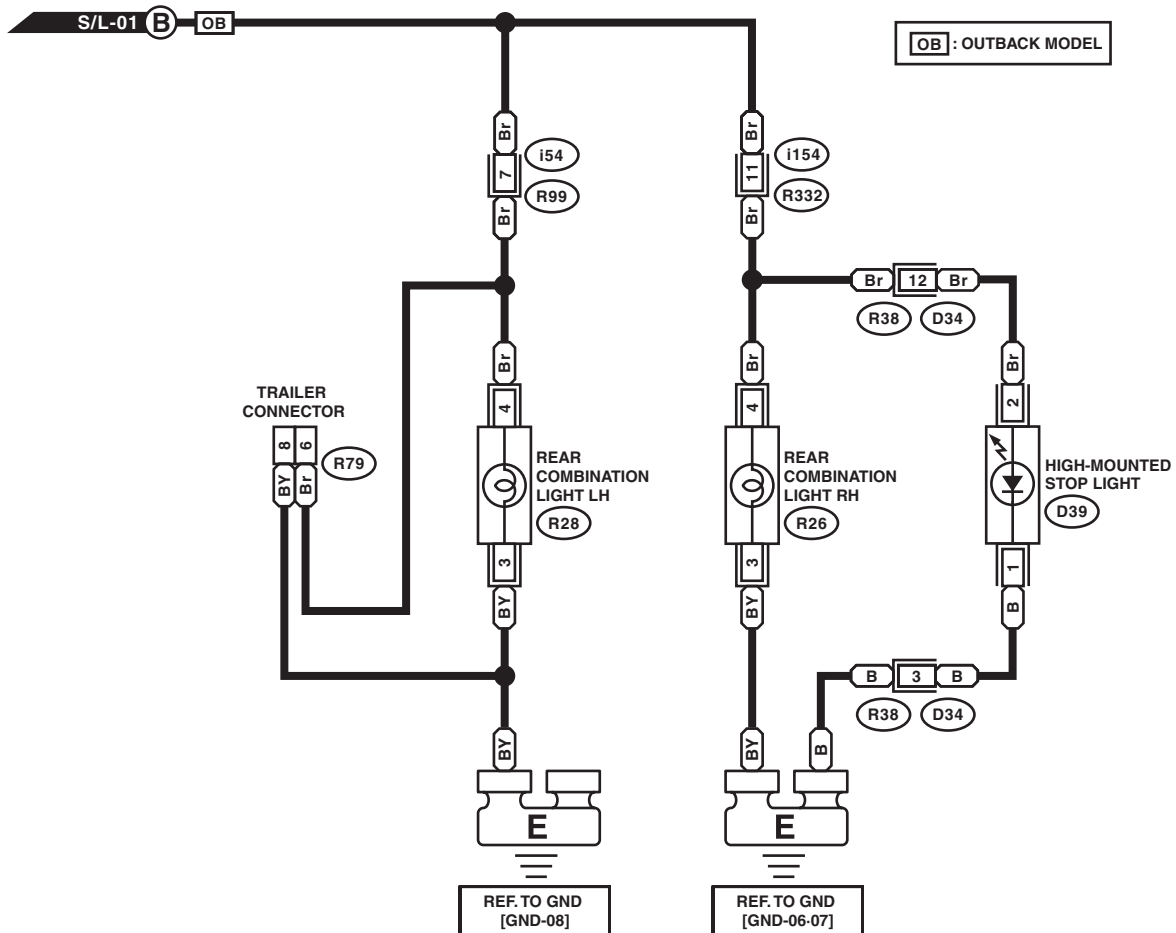 S/L-01 B OB
OB : OUTBACK MODEL
Br
7
Br
i54
R99
Br
11
Br
i154
R332
Br 12 Br
R38 D34
TRAILER
CONNECTOR
8 6
BY Br
R79
Br
4
REAR
COMBINATION
LIGHT LH
R28
3
BY
Br
4
REAR
COMBINATION
LIGHT RH
R26
3
BY
Br
2
HIGH-MOUNTED
STOP LIGHT
D39
1
B
B 3 B
R38 D34
BY
E
REF. TO GND
[GND-08]
BY
B
E
REF. TO GND
[GND-06·07]